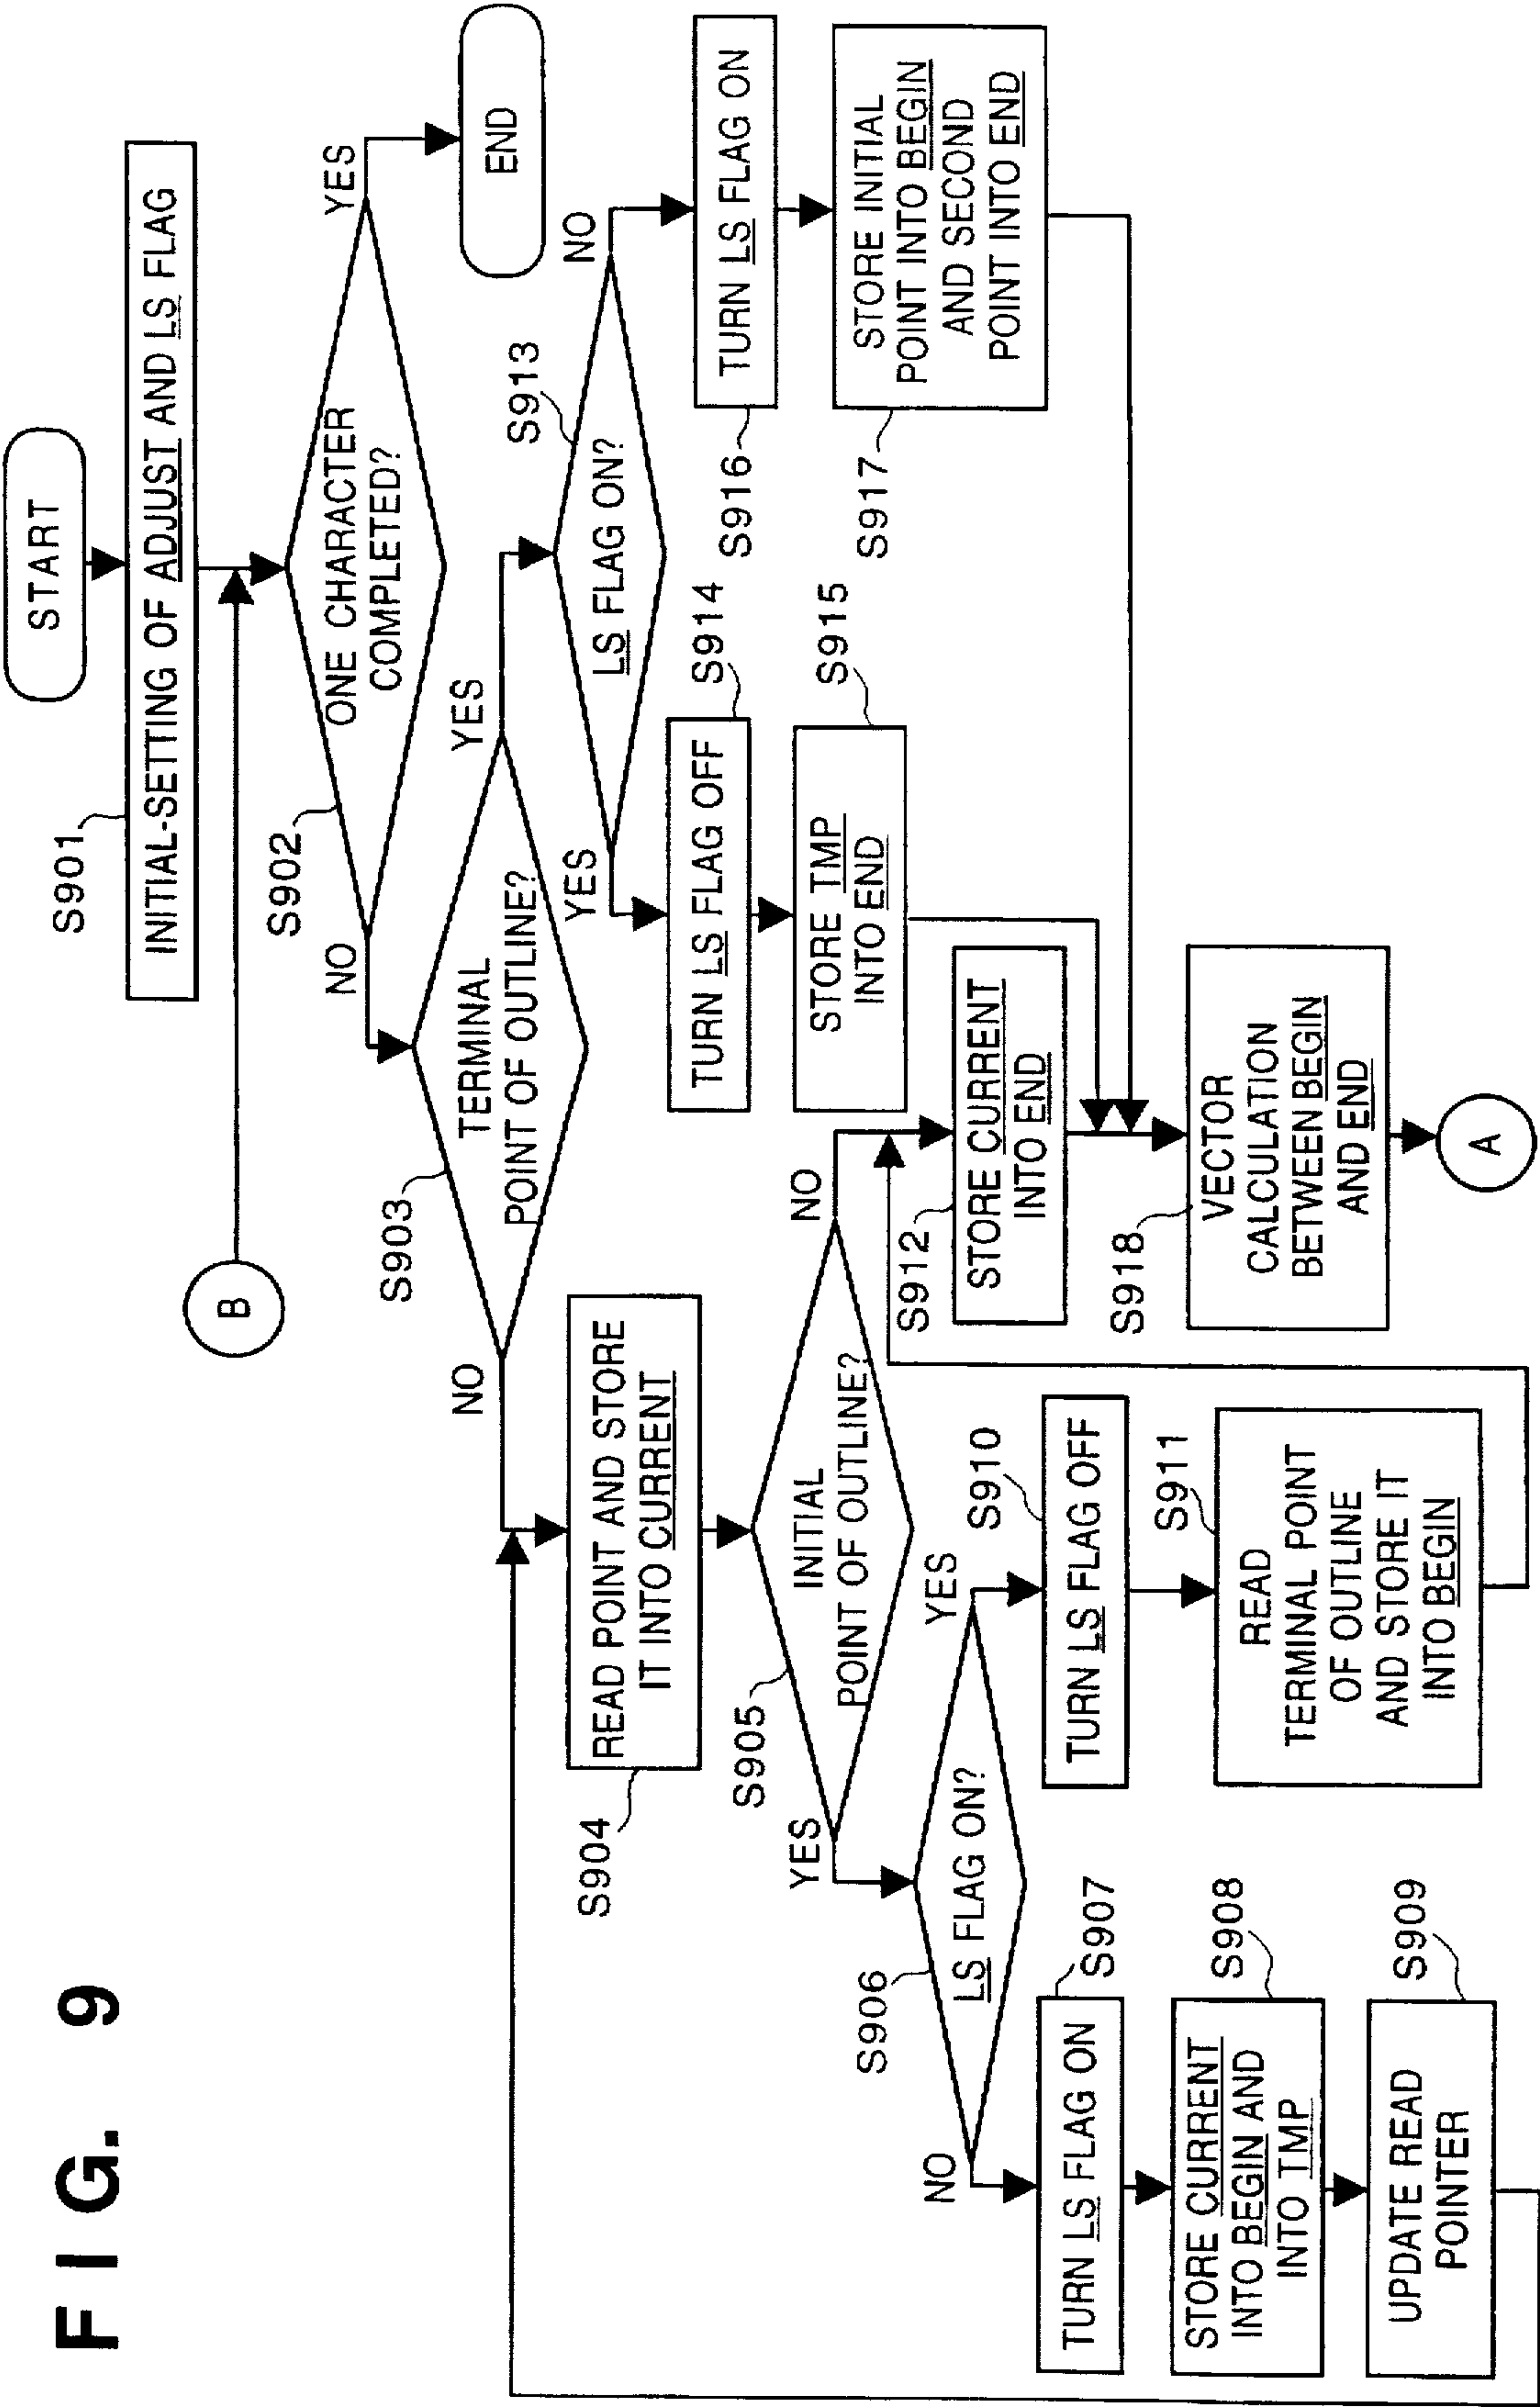 FIG. 9
START
S901
INITIAL-SETTING OF ADJUST AND LS FLAG
B
S902
ONE CHARACTER
COMPLETED?
NO
YES
END
S903
TERMINAL
POINT OF OUTLINE?
NO
YES
S904
READ POINT AND STORE
IT INTO CURRENT
S905
INITIAL
POINT OF OUTLINE?
YES
NO
S906
LS FLAG ON?
NO
YES
TURN LS FLAG ON
S907
STORE CURRENT
INTO BEGIN AND
INTO TMP
S908
UPDATE READ
POINTER
S909
TURN LS FLAG OFF
S910
READ
TERMINAL POINT
OF OUTLINE
AND STORE IT
INTO BEGIN
S911
S912
STORE CURRENT
INTO END
S913
LS FLAG ON?
YES
NO
TURN LS FLAG OFF
S914
STORE TMP
INTO END
S915
S916
TURN LS FLAG ON
S917
STORE INITIAL
POINT INTO BEGIN
AND SECOND
POINT INTO END
S918
VECTOR
CALCULATION
BETWEEN BEGIN
AND END
A